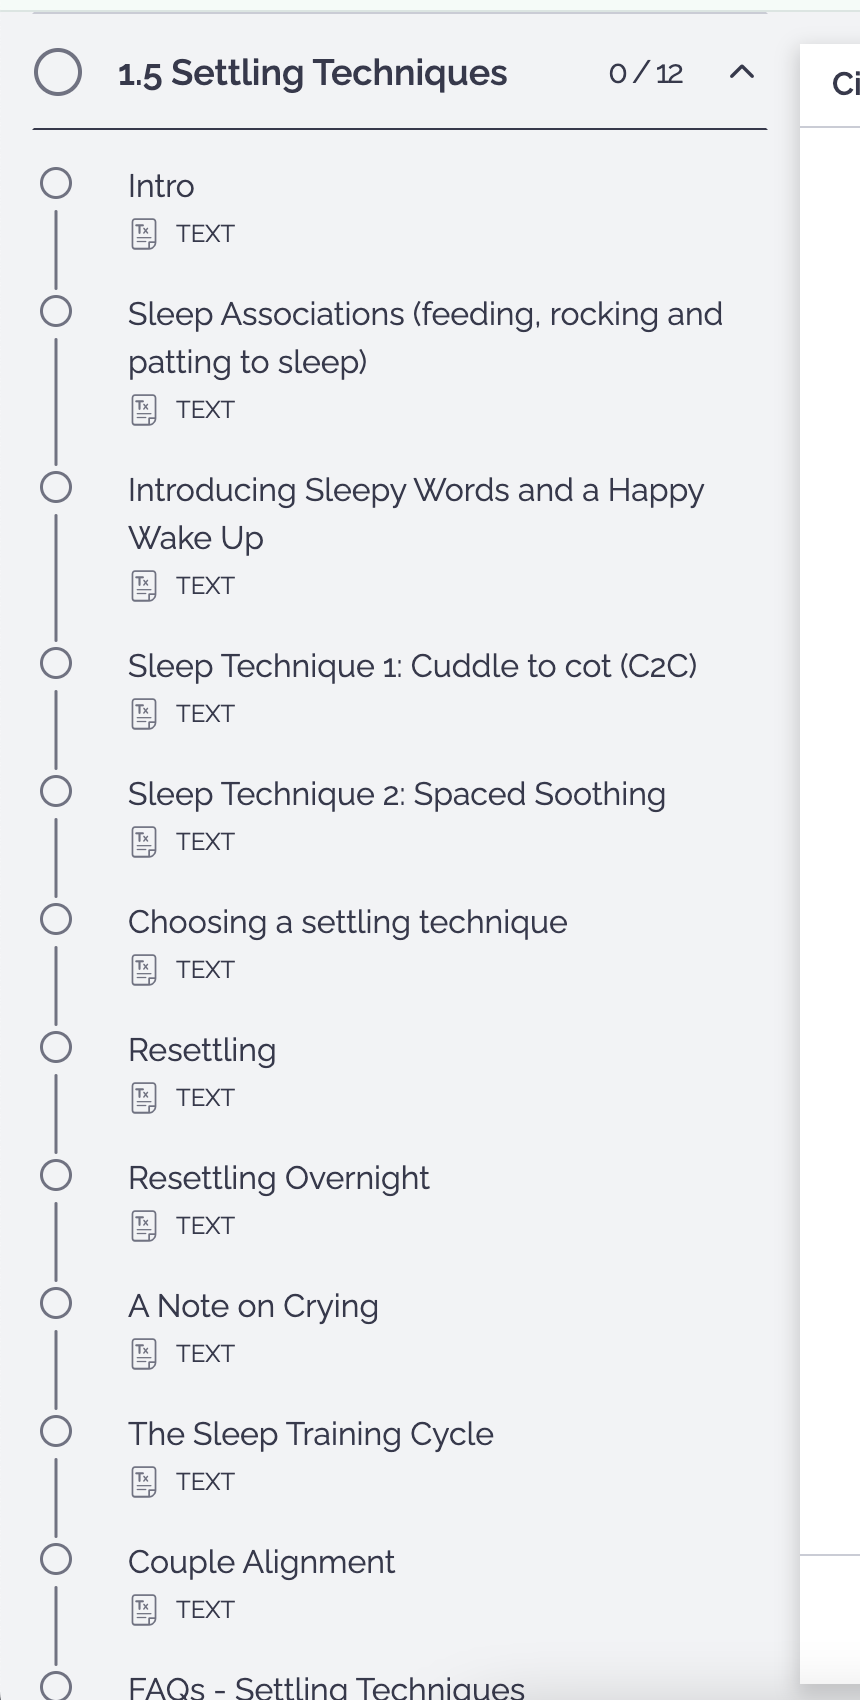 1.5 Settling Techniques 0 / 12
Ci
Intro
TEXT
Sleep Associations (feeding, rocking and
patting to sleep)
TEXT
Introducing Sleepy Words and a Happy
Wake Up
TEXT
Sleep Technique 1: Cuddle to cot (C2C)
TEXT
Sleep Technique 2: Spaced Soothing
TEXT
Choosing a settling technique
TEXT
Resettling
TEXT
Resettling Overnight
TEXT
A Note on Crying
TEXT
The Sleep Training Cycle
TEXT
Couple Alignment
TEXT
FAQs - Settling Techniques